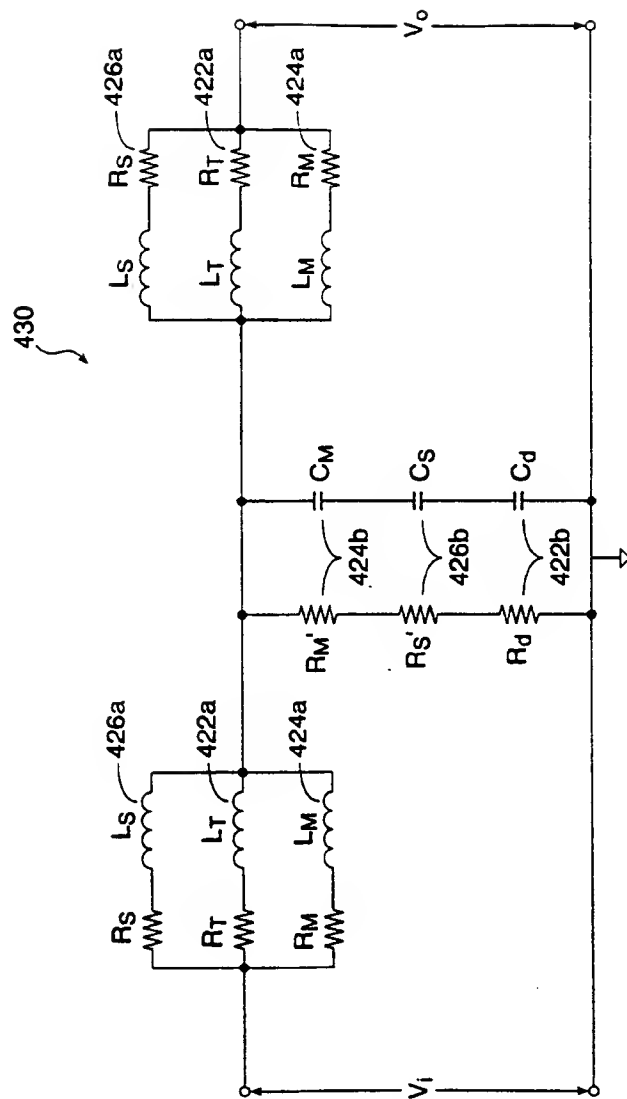 430
426a
RS
LS
422a
RT
LT
424a
RM
LM
LS
RS
426a
LT
RT
422a
LM
RM
424a
Vi
Vo
RM'
424b
CM
RS'
426b
CS
Rd
422b
Cd